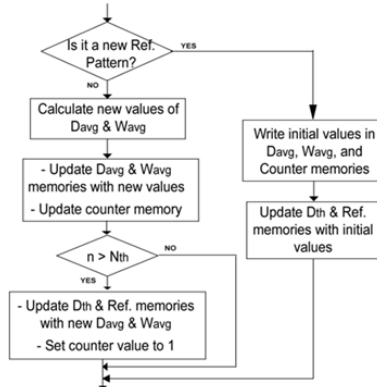 Is it a new Ref.
Pattern?
YES
NO
Calculate new values of
Davg & Wavg
- Update Davg & Wavg
memories with new values
- Update counter memory
n > Nth
NO
YES
- Update Dth & Ref. memories
with new Davg & Wavg
- Set counter value to 1
Write initial values in
Davg, Wavg, and
Counter memories
Update Dth & Ref.
memories with initial
values